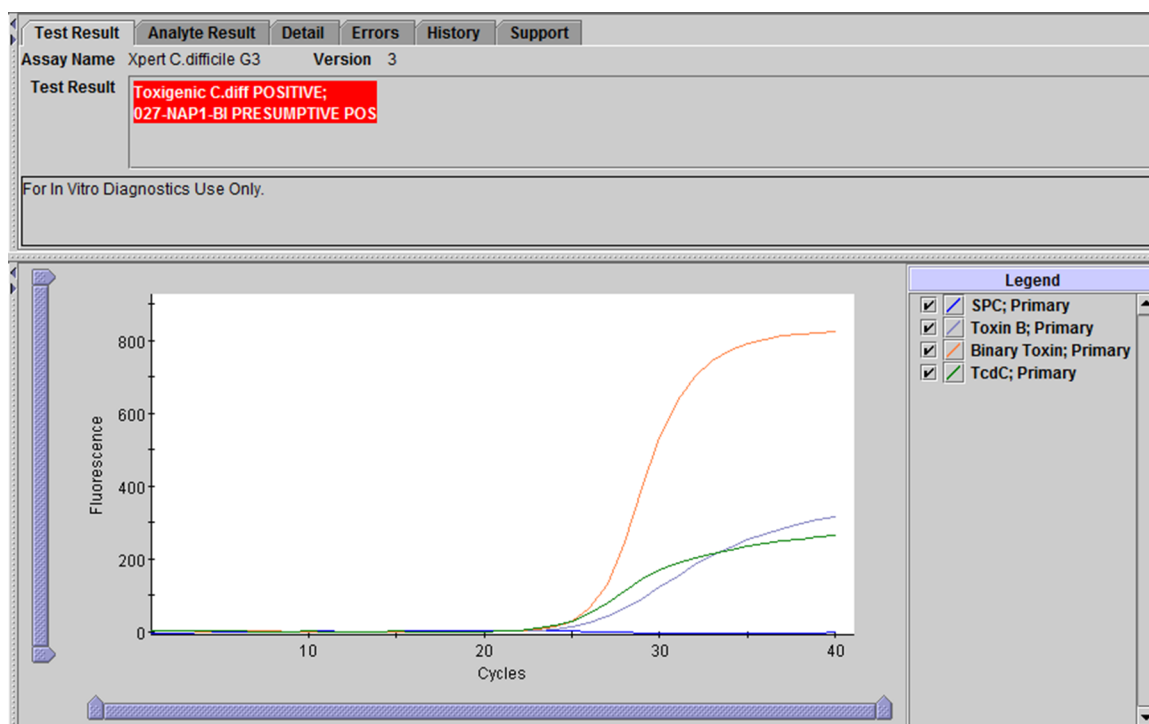 Test Result Analyte Result Detail Errors History Support
Assay Name Xpert C.difficile G3 Version 3
Test Result Toxigenic C.diff POSITIVE;
027-NAP1-BI PRESUMPTIVE POS
For In Vitro Diagnostics Use Only.
Legend
SPC; Primary
Toxin B; Primary
Binary Toxin; Primary
TcdC; Primary
Fluorescence
800
600
400
200
0
10 20 30 40
Cycles